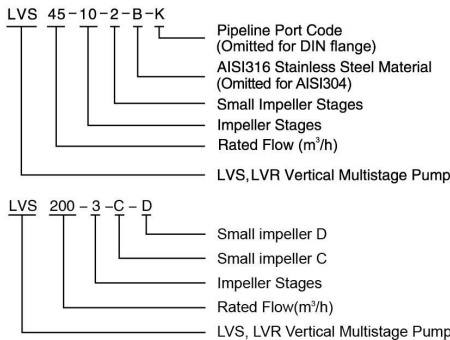 LVS 45-10-2-B-K
Pipeline Port Code
(Omitted for DIN flange)
AISI316 Stainless Steel Material
(Omitted for AISI304)
Small Impeller Stages
Impeller Stages
Rated Flow (m³/h)
LVS,LVR Vertical Multistage Pump
LVS 200-3-C-D
Small impeller D
Small impeller C
Impeller Stages
Rated Flow(m³/h)
LVS, LVR Vertical Multistage Pump